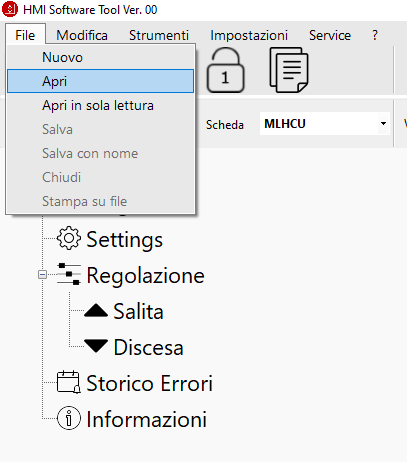 HMI Software Tool Ver. 00
File Modifica Strumenti Impostazioni Service ?
Nuovo
Apri
Apri in sola lettura
Salva
Salva con nome
Chiudi
Stampa su file
1
Scheda MLHCU
Settings
Regolazione
Salita
Discesa
Storico Errori
Informazioni